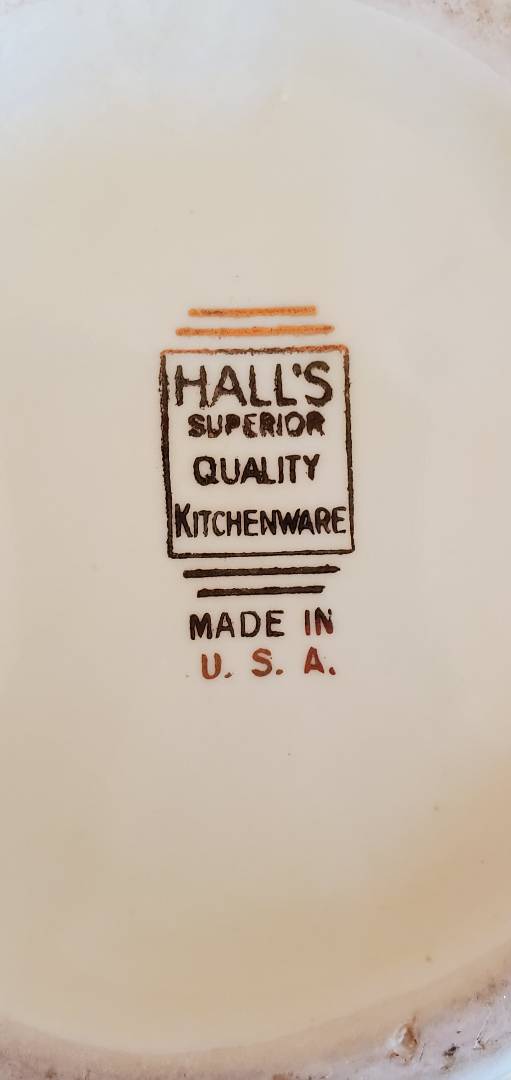 HALL'S
SUPERIOR
QUALITY
KITCHENWARE
MADE IN
U. S. A.